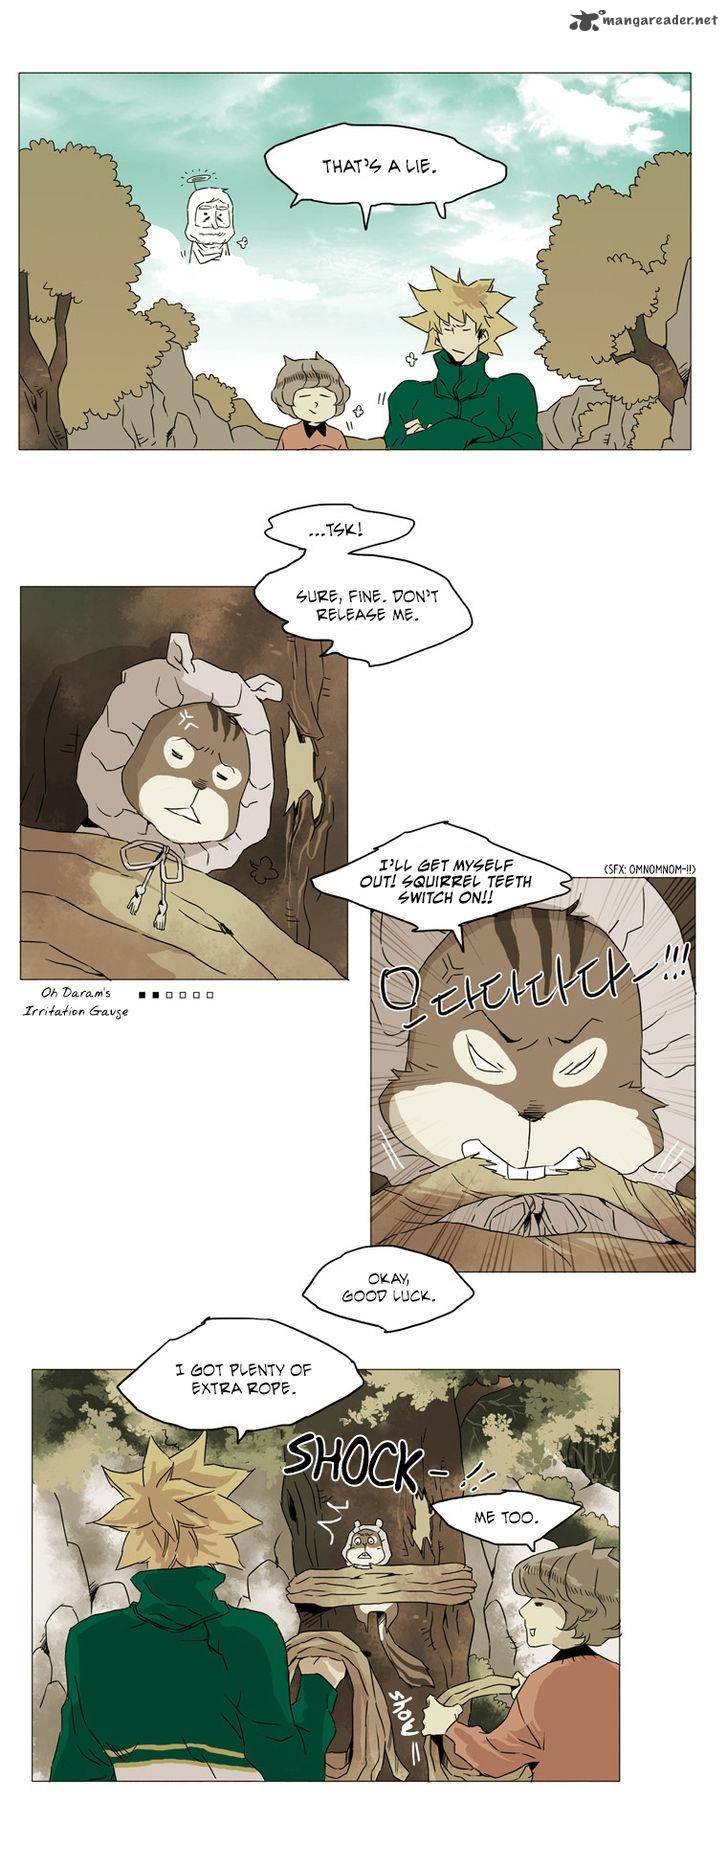 mangareader.net
THAT'S A LIE.
...TSK!
SURE, FINE. DON'T
RELEASE ME.
I'LL GET MYSELF
OUT! SQUIRREL TEETH
SWITCH ON!!
(SFX: OMNOMNOM-!!)
으다다다다-!!!
Oh Daram's
Irritation Gauge
OKAY,
GOOD LUCK.
I GOT PLENTY OF
EXTRA ROPE.
SHOCK-!!
ME TOO.
show